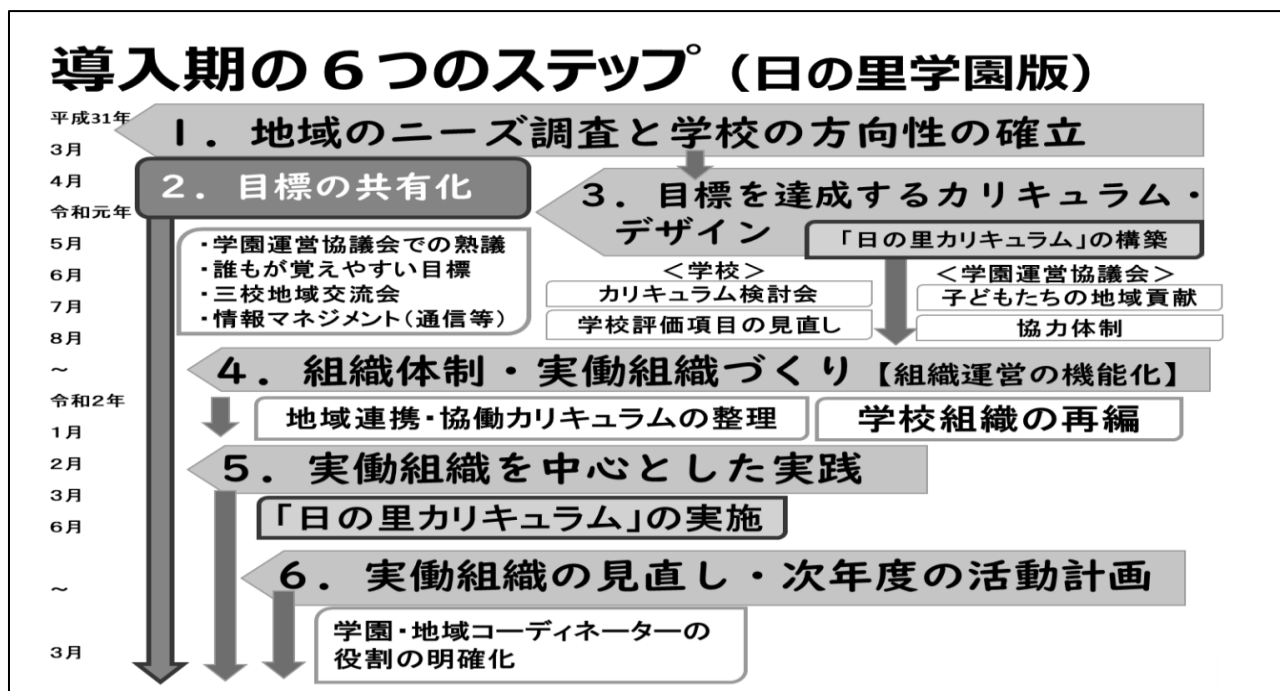 導入期の6つのステップ（日の里学園版）
平成31年
3月
4月
令和元年
5月
6月
7月
8月
～
令和2年
1月
2月
3月
6月
～
3月
1．地域のニーズ調査と学校の方向性の確立
2．目標の共有化
・学園運営協議会での熟議
・誰もが覚えやすい目標
・三校地域交流会
・情報マネジメント（通信等）
3．目標を達成するカリキュラム・
デザイン
「日の里カリキュラム」の構築
＜学校＞
カリキュラム検討会
学校評価項目の見直し
＜学園運営協議会＞
子どもたちの地域貢献
協力体制
4．組織体制・実働組織づくり【組織運営の機能化】
地域連携・協働カリキュラムの整理
学校組織の再編
5．実働組織を中心とした実践
「日の里カリキュラム」の実施
6．実働組織の見直し・次年度の活動計画
学園・地域コーディネーターの
役割の明確化